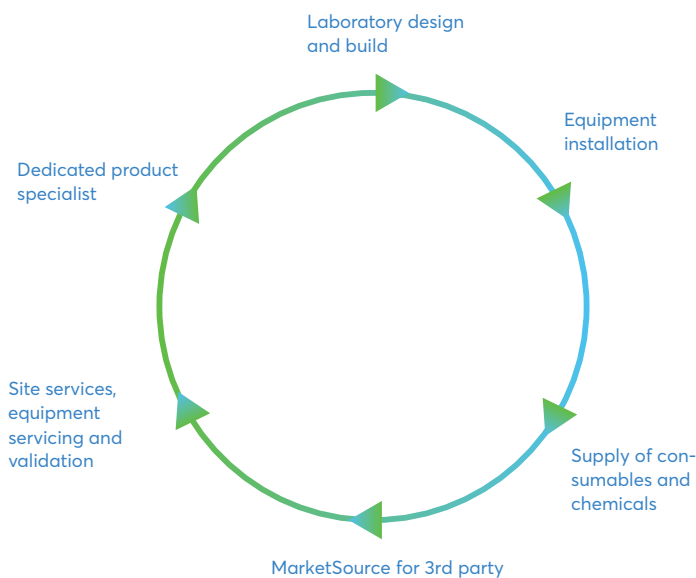 Laboratory design
and build
Equipment
installation
Supply of con-
sumables and
chemicals
MarketSource for 3rd party
Site services,
equipment
servicing and
validation
Dedicated product
specialist